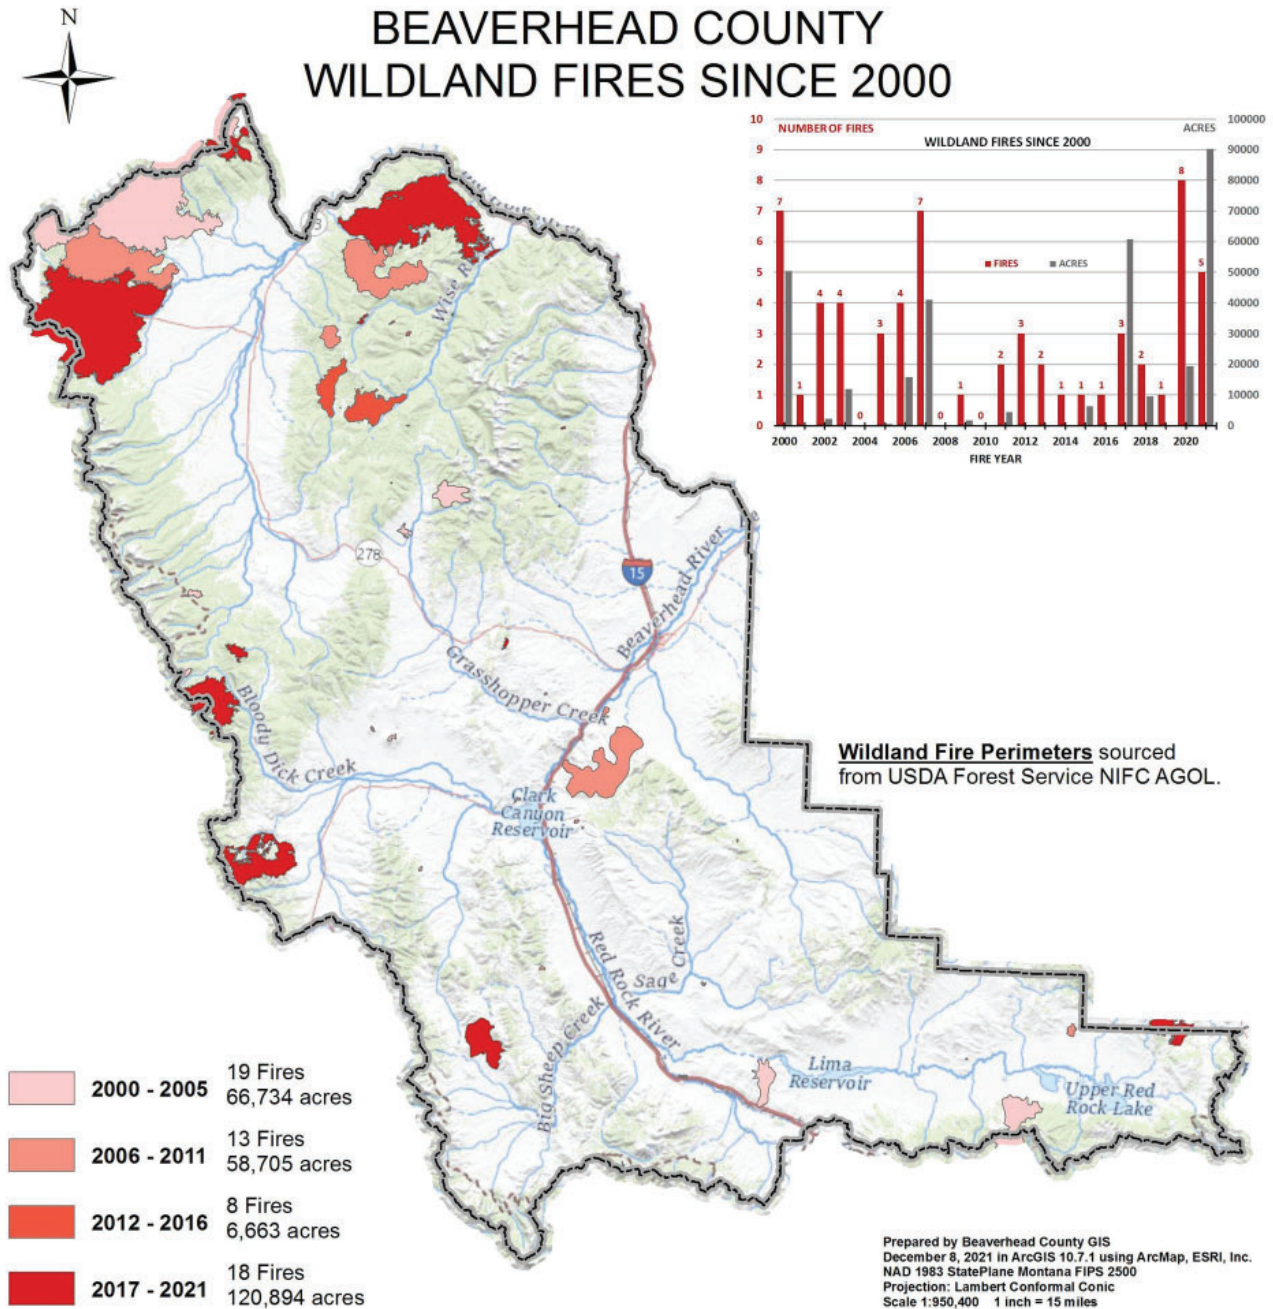 N
BEAVERHEAD COUNTY
WILDLAND FIRES SINCE 2000
NUMBER OF FIRES
ACRES
WILDLAND FIRES SINCE 2000
10
9
8
7
6
5
4
3
2
1
0
100000
90000
80000
70000
60000
50000
40000
30000
20000
10000
0
FIRES
ACRES
7
1
4
4
0
3
4
7
0
1
0
2
3
2
1
1
1
3
2
1
8
5
2000
2002
2004
2006
2008
2010
2012
2014
2016
2018
2020
FIRE YEAR
Wise
278
15
Beaverhead River
Grasshopper Creek
Bloody Dick Creek
Clark
Canyon
Reservoir
Wildland Fire Perimeters sourced
from USDA Forest Service NIFC AGOL.
Red Rock River
Sage Creek
Big Sheep Creek
Lima
Reservoir
Upper Red
Rock Lake
2000 - 2005
19 Fires
66,734 acres
2006 - 2011
13 Fires
58,705 acres
2012 - 2016
8 Fires
6,663 acres
2017 - 2021
18 Fires
120,894 acres
Prepared by Beaverhead County GIS
December 8, 2021 in ArcGIS 10.7.1 using ArcMap, ESRI, Inc.
NAD 1983 StatePlane Montana FIPS 2500
Projection: Lambert Conformal Conic
Scale 1:950,400 1 inch = 15 miles